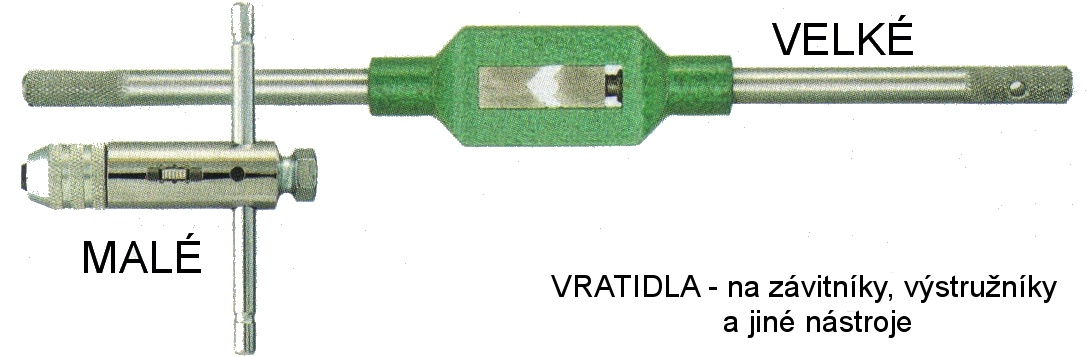 VELKÉ
MALÉ
VRATIDLA - na závitníky, výstružníky
a jiné nástroje